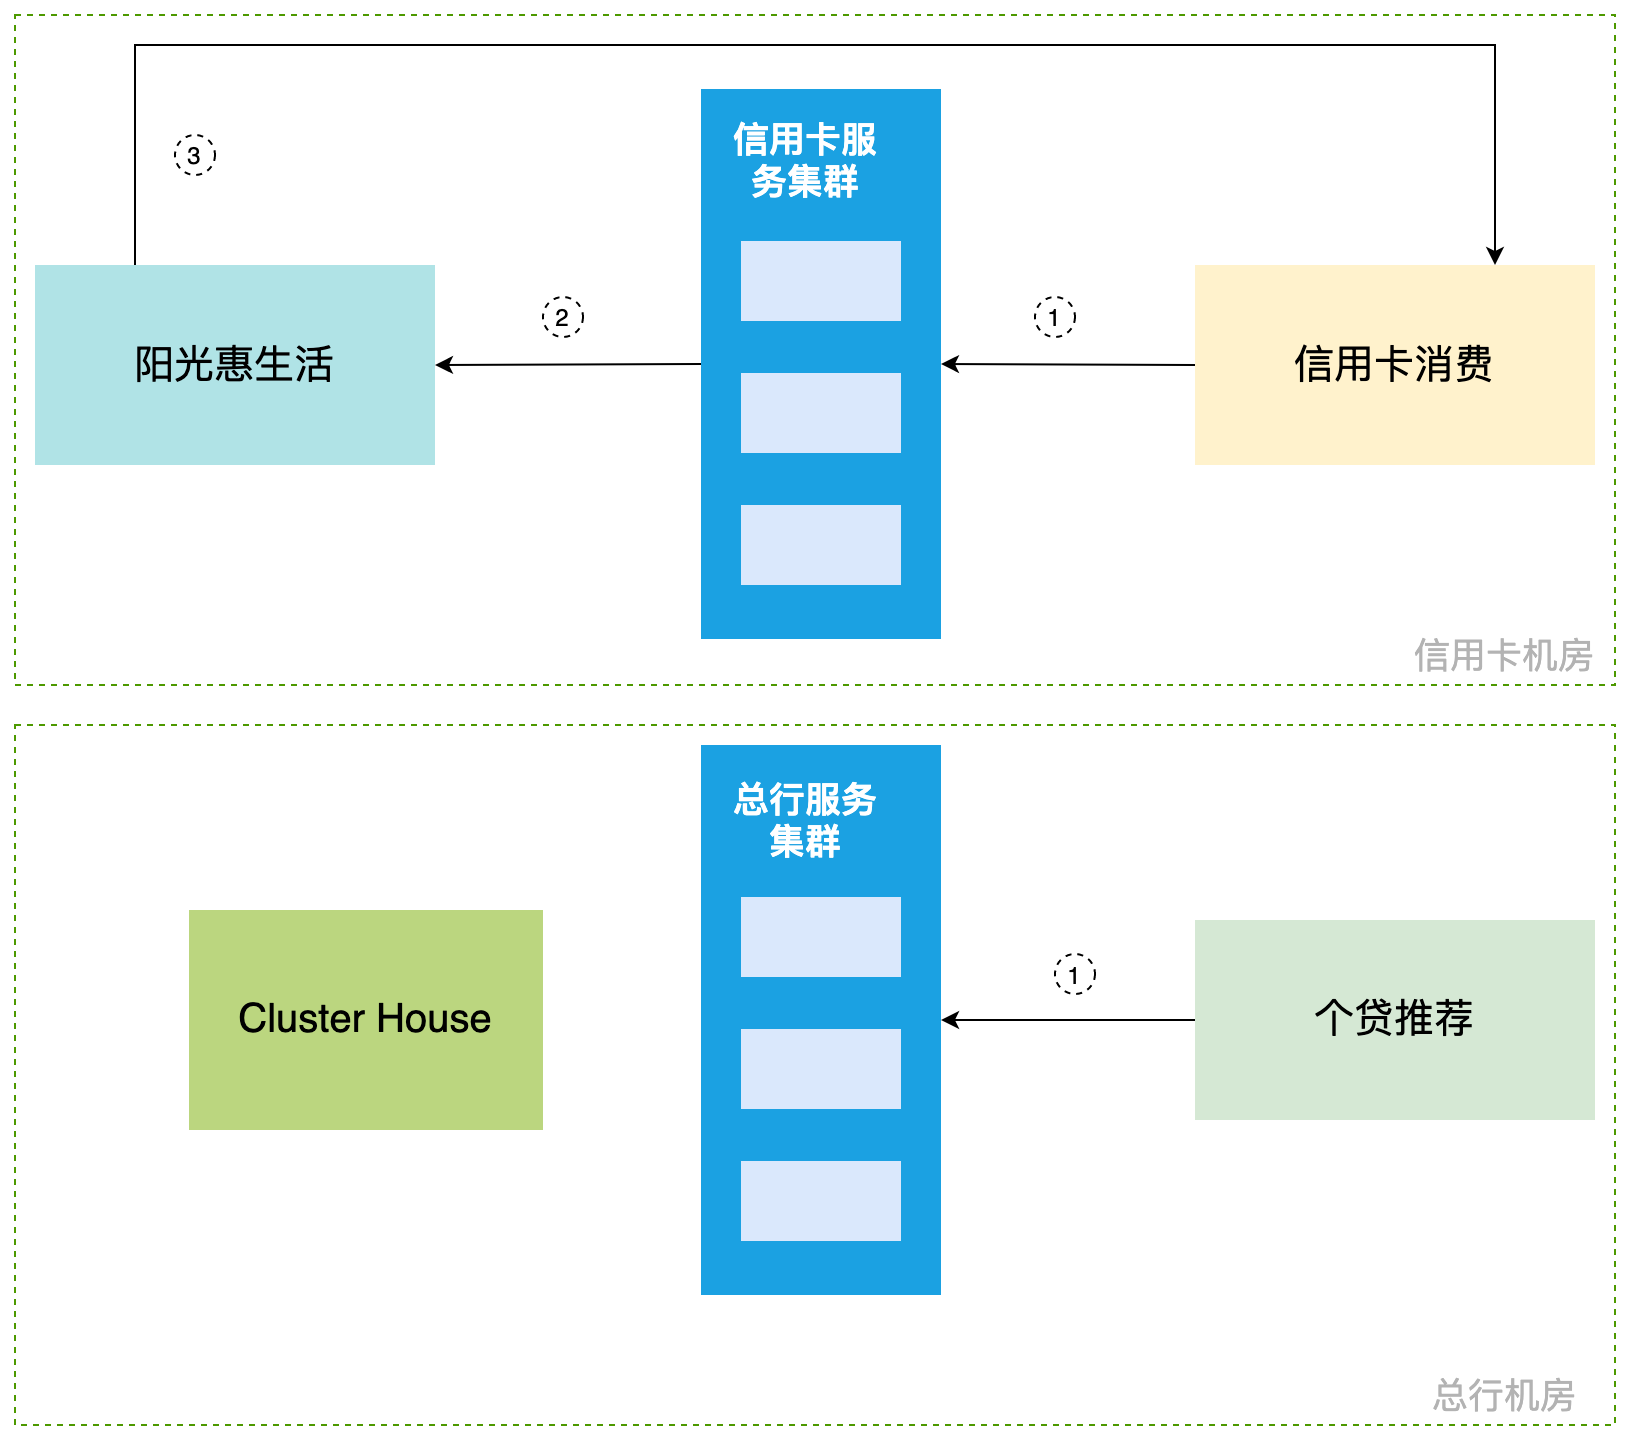 信用卡服
务集群
③
②
①
阳光惠生活
信用卡消费
信用卡机房
总行服务
集群
①
Cluster House
个贷推荐
总行机房